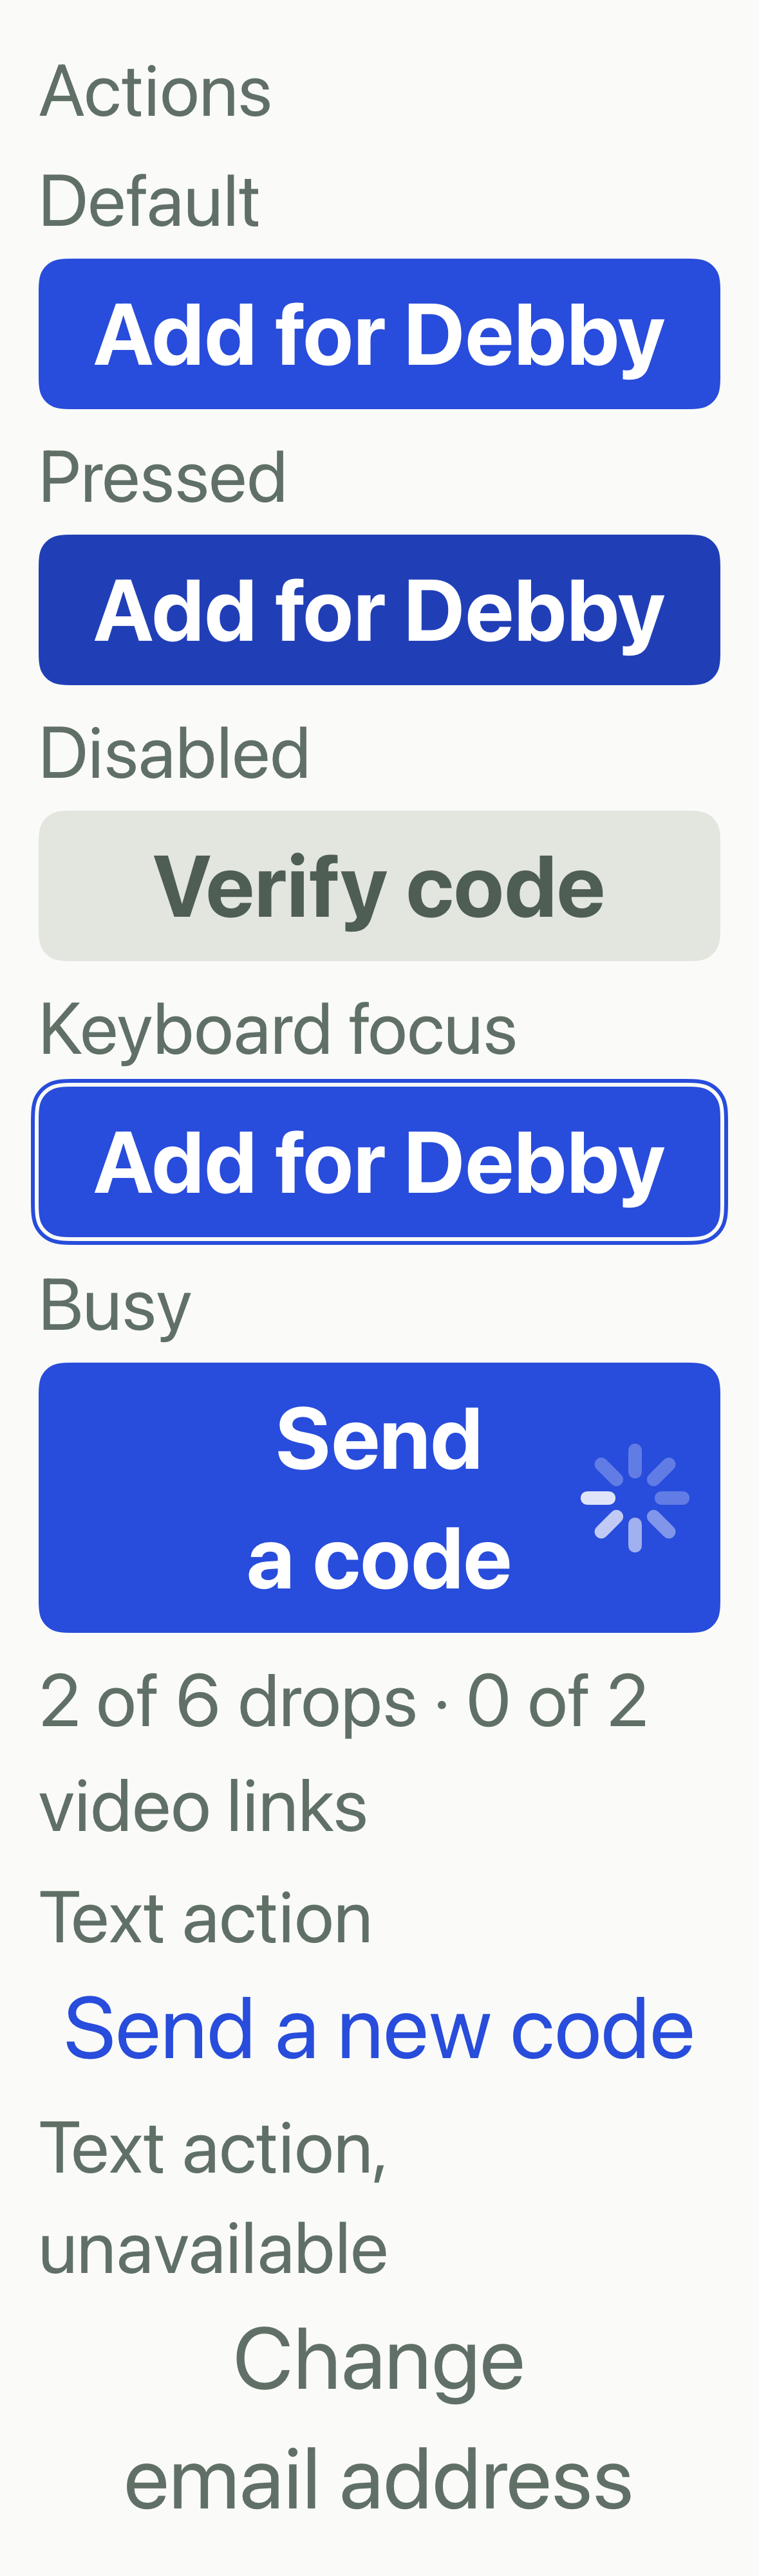 Actions
Default
Add for Debby
Pressed
Add for Debby
Disabled
Verify code
Keyboard focus
Add for Debby
Busy
Send
a code
2 of 6 drops · 0 of 2
video links
Text action
Send a new code
Text action,
unavailable
Change
email address